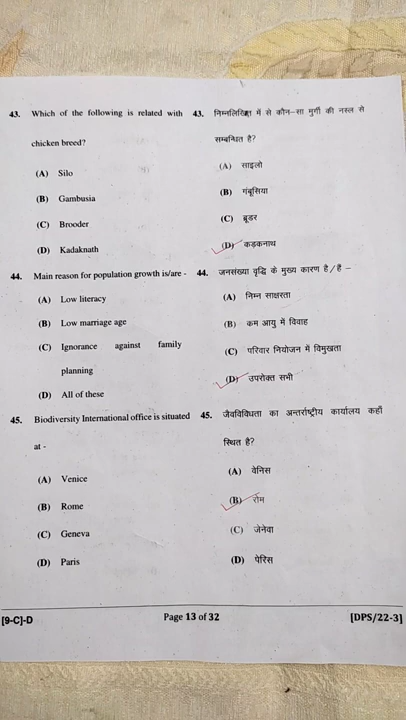 43. Which of the following is related with
chicken breed?
(A) Silo
(B) Gambusia
(C) Brooder
(D) Kadaknath
44. Main reason for population growth is/are -
(A) Low literacy
(B) Low marriage age
(C) Ignorance against family
planning
(D) All of these
45. Biodiversity International office is situated
at -
(A) Venice
(B) Rome
(C) Geneva
(D) Paris
43. निम्नलिखित में से कौन-सा मुर्गी की नस्ल से
सम्बन्धित है?
(A) साइलो
(B) गंबूसिया
(C) ब्रूडर
(D) कड़कनाथ
44. जनसंख्या वृद्धि के मुख्य कारण है / हैं -
(A) निम्न साक्षरता
(B) कम आयु में विवाह
(C) परिवार नियोजन में विमुखता
(D) उपरोक्त सभी
45. जैवविविधता का अन्तर्राष्ट्रीय कार्यालय कहाँ
स्थित है?
(A) वेनिस
(B) रोम
(C) जेनेवा
(D) पेरिस
[9-C]-D Page 13 of 32 [DPS/22-3]